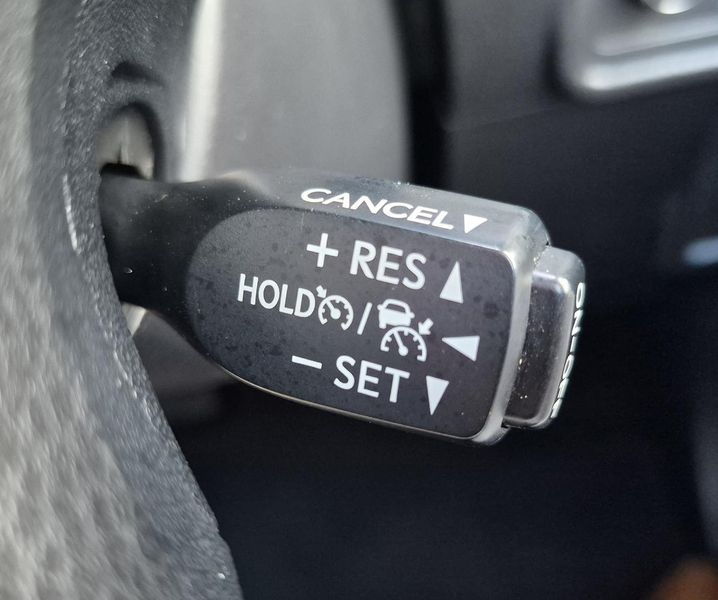 CANCEL▼
+ RES ▲
HOLD / ◀
− SET ▼